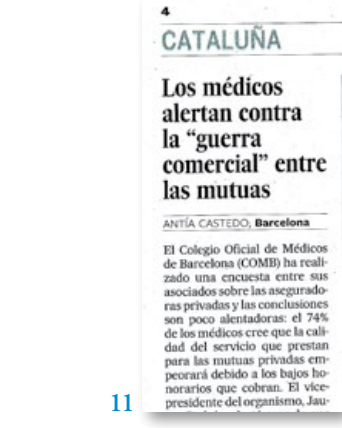 4
CATALUÑA
Los médicos
alertan contra
la “guerra
comercial” entre
las mutuas
ANTÍA CASTEDO, Barcelona
El Colegio Oficial de Médicos
de Barcelona (COMB) ha reali-
zado una encuesta entre sus
asociados sobre las asegurado-
ras privadas y las conclusiones
son poco alentadoras: el 74%
de los médicos cree que la cali-
dad del servicio que prestan
para las mutuas privadas em-
peorará debido a los bajos ho-
norarios que cobran. El vice-
presidente del organismo, Jau-
11